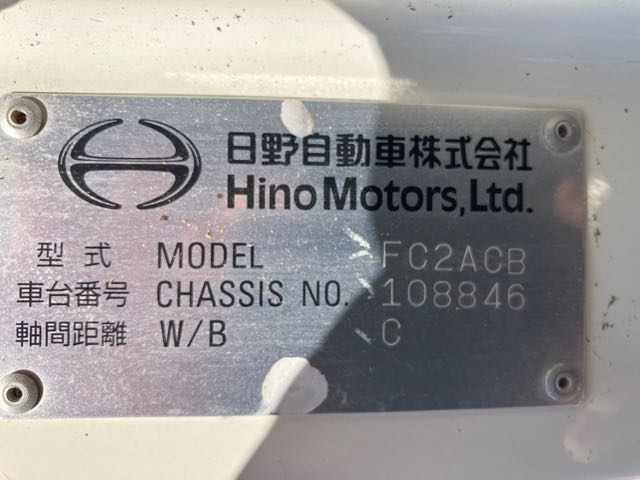 日野自動車株式会社
Hino Motors, Ltd.
型式 MODEL FC2ACB
車台番号 CHASSIS NO. 108846
軸間距離 W/B C